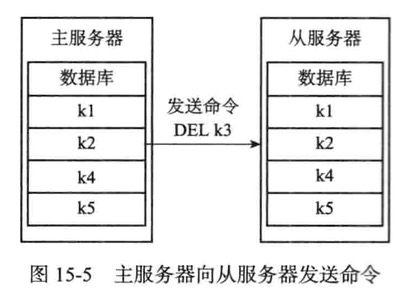 主服务器
数据库
k1
k2
k4
k5
发送命令
DEL k3
从服务器
数据库
k1
k2
k4
k5
图 15-5 主服务器向从服务器发送命令